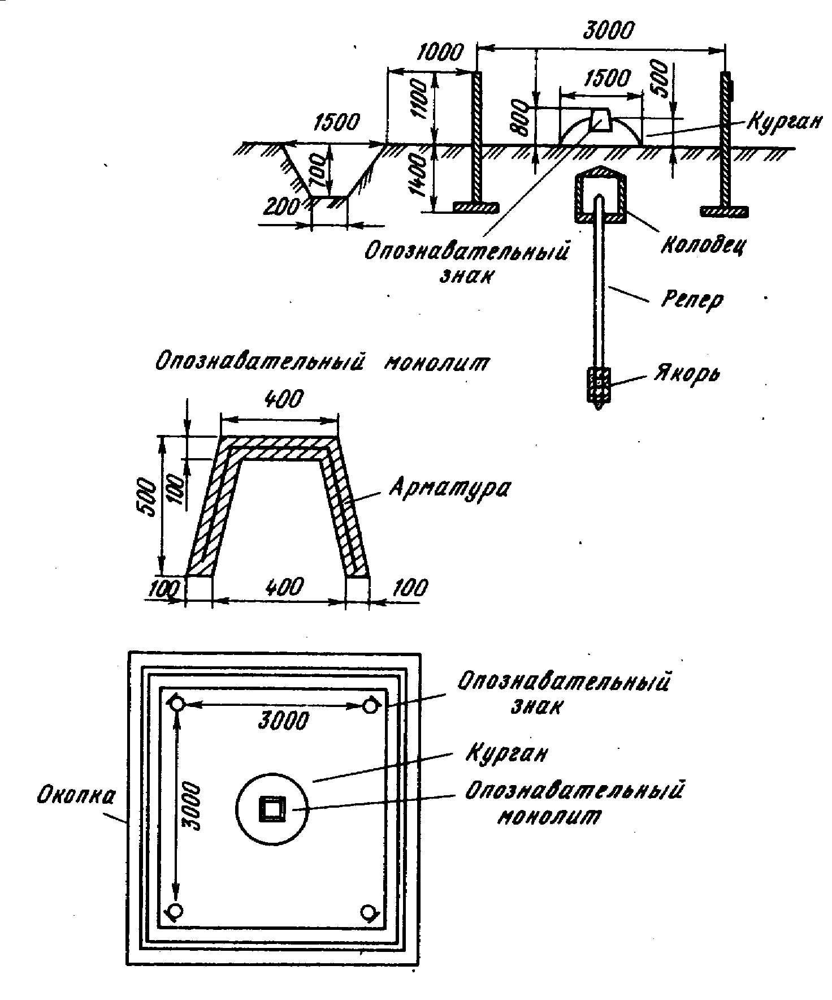 3000
1000
1500
500
1100
800
1500
Курган
700
1400
200
Опознавательный
знак
Колодец
Репер
Якорь
Опознавательный монолит
400
500
100
Арматура
100
400
100
Опознавательный
знак
3000
Курган
3000
Окопка
Опознавательный
монолит